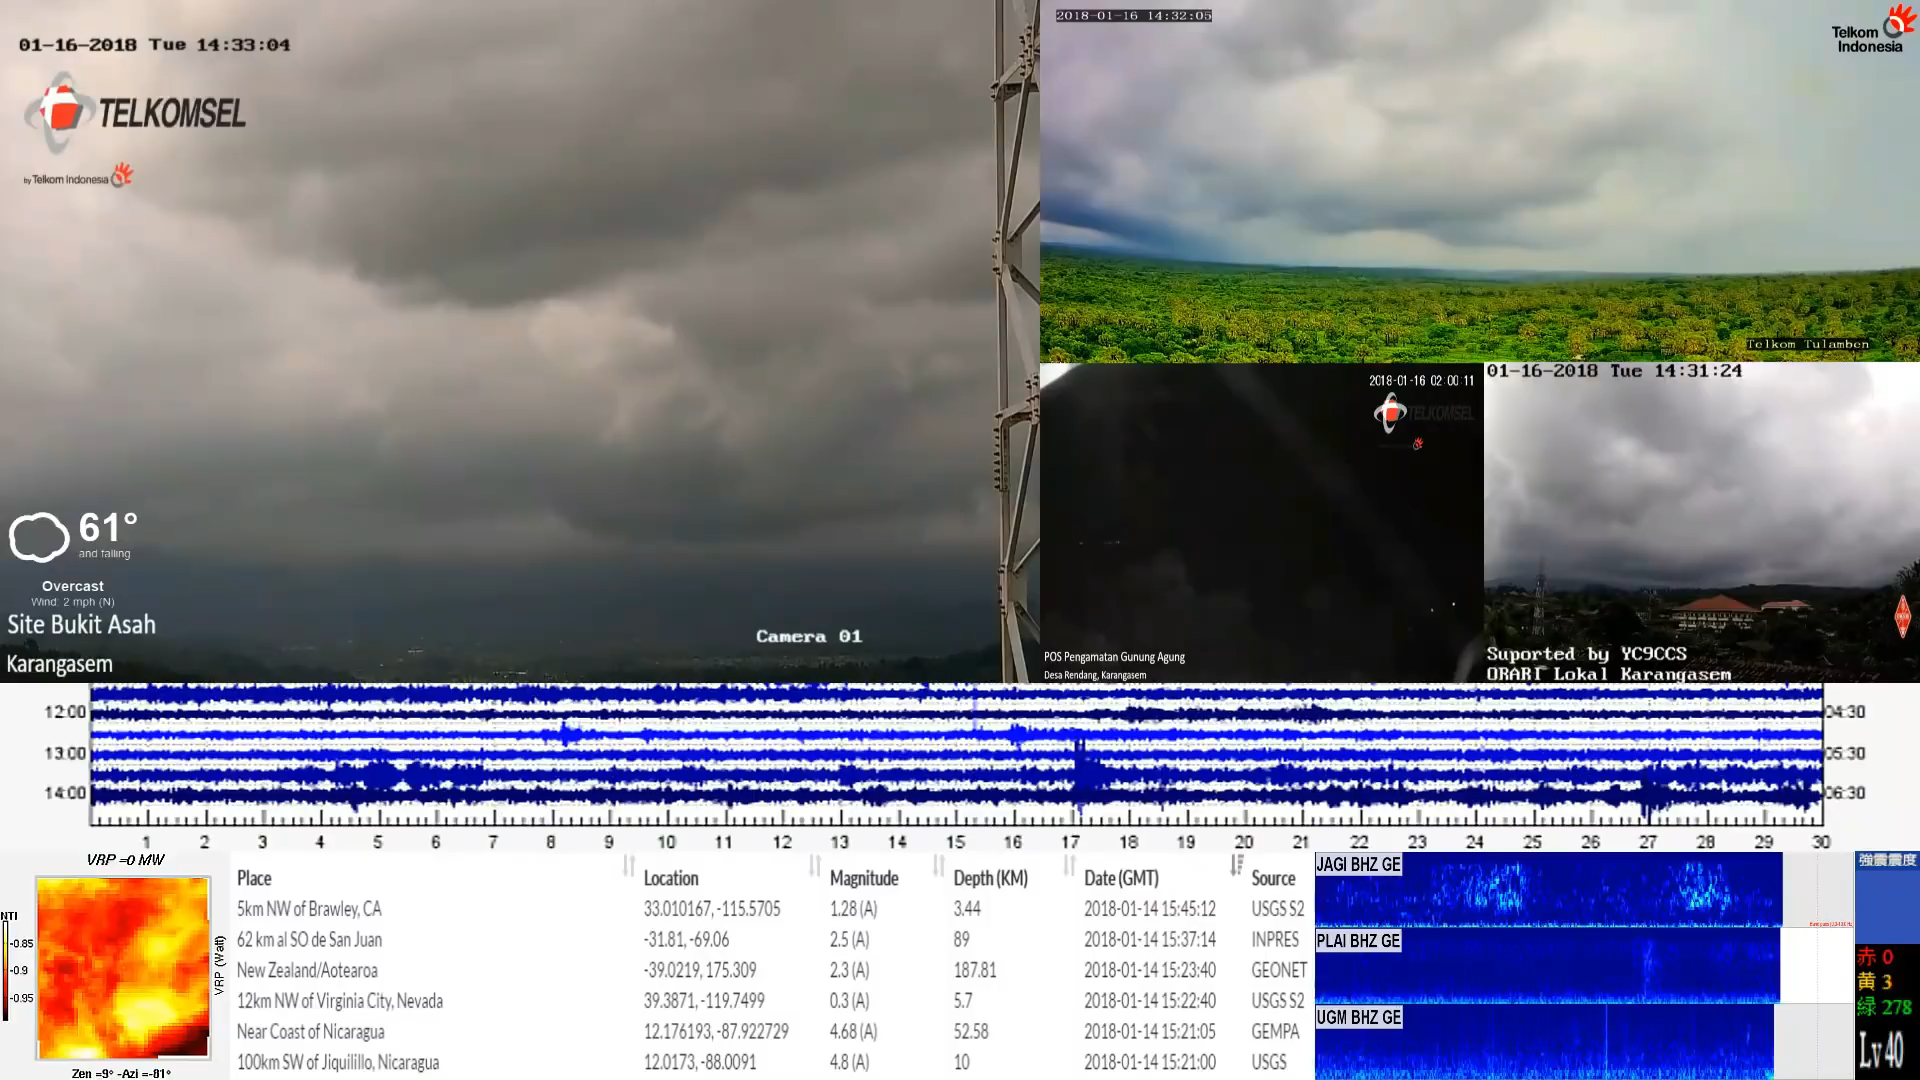 01-16-2018 Tue 14:33:04
TELKOMSEL
by Telkom Indonesia
61°
and falling
Overcast
Wind: 2 mph (N)
Site Bukit Asah
Karangasem
Camera 01
2018-01-16 14:32:05
Telkom
Indonesia
Telkom Tulamben
2018-01-16 02:00:11
TELKOMSEL
POS Pengamatan Gunung Agung
Desa Rendang, Karangasem
01-16-2018 Tue 14:31:24
Suported by YC9CCS
ORARI Lokal Karangasem
12:00 04:30
13:00 05:30
14:00 06:30
1 2 3 4 5 6 7 8 9 10 11 12 13 14 15 16 17 18 19 20 21 22 23 24 25 26 27 28 29 30
VRP =0 MW
NTI
-0.85
-0.9
-0.95
VRP (Watt)
Zen =9° -Azi =-81°
Place Location Magnitude Depth (KM) Date (GMT) Source
5km NW of Brawley, CA 33.010167, -115.5705 1.28 (A) 3.44 2018-01-14 15:45:12 USGS S2
62 km al SO de San Juan -31.81, -69.06 2.5 (A) 89 2018-01-14 15:37:14 INPRES
New Zealand/Aotearoa -39.0219, 175.309 2.3 (A) 187.81 2018-01-14 15:23:40 GEONET
12km NW of Virginia City, Nevada 39.3871, -119.7499 0.3 (A) 5.7 2018-01-14 15:22:40 USGS S2
Near Coast of Nicaragua 12.176193, -87.922729 4.68 (A) 52.58 2018-01-14 15:21:05 GEMPA
100km SW of Jiquilillo, Nicaragua 12.0173, -88.0091 4.8 (A) 10 2018-01-14 15:21:00 USGS
JAGI BHZ GE
PLAI BHZ GE
UGM BHZ GE
強震震度
赤 0
黄 3
緑 278
Lv40